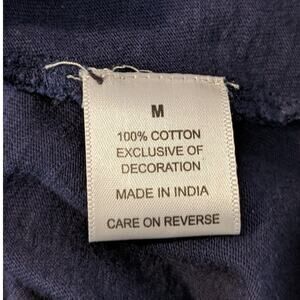 M
100% COTTON
EXCLUSIVE OF
DECORATION
MADE IN INDIA
CARE ON REVERSE